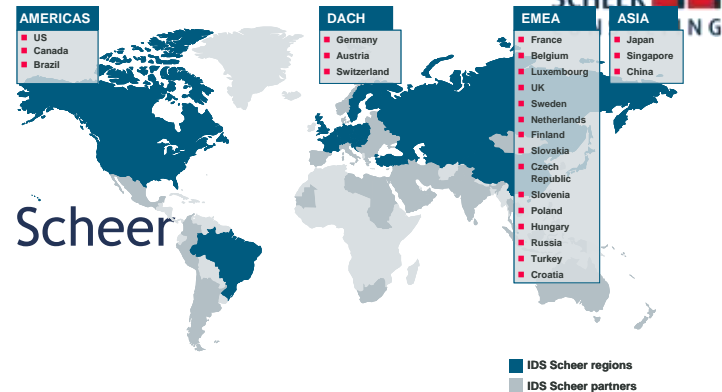 AMERICAS
US
Canada
Brazil
DACH
Germany
Austria
Switzerland
EMEA
France
Belgium
Luxembourg
UK
Sweden
Netherlands
Finland
Slovakia
Czech
Republic
Slovenia
Poland
Hungary
Russia
Turkey
Croatia
ASIA
Japan
Singapore
China
Scheer
IDS Scheer regions
IDS Scheer partners